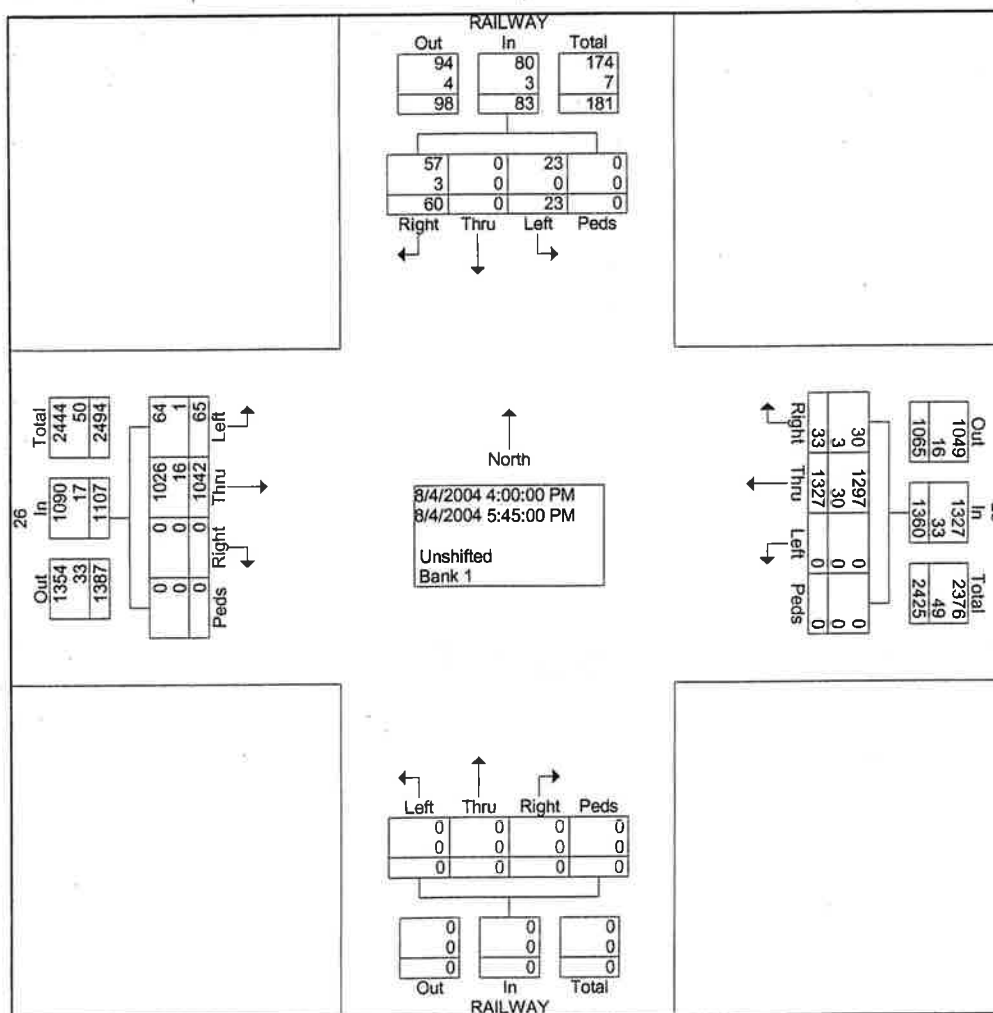 RAILWAY
Out In Total
94 80 174
4 3 7
98 83 181
57 0 23 0
3 0 0 0
60 0 23 0
Right Thru Left Peds
Total
2444
50
2494
In
1090
17
1107
Out
1354
33
1387
26
64 1 65 Left
1026 16 1042 Thru
0 0 0 Right
0 0 0 Peds
North
8/4/2004 4:00:00 PM
8/4/2004 5:45:00 PM
Unshifted
Bank 1
Right 33 3 30
Thru 1327 30 1297
Left 0 0 0
Peds 0 0 0
Out
1049
16
1065
In
1327
33
1360
Total
2376
49
2425
Left Thru Right Peds
0 0 0 0
0 0 0 0
0 0 0 0
0 0 0
0 0 0
0 0 0
Out In Total
RAILWAY